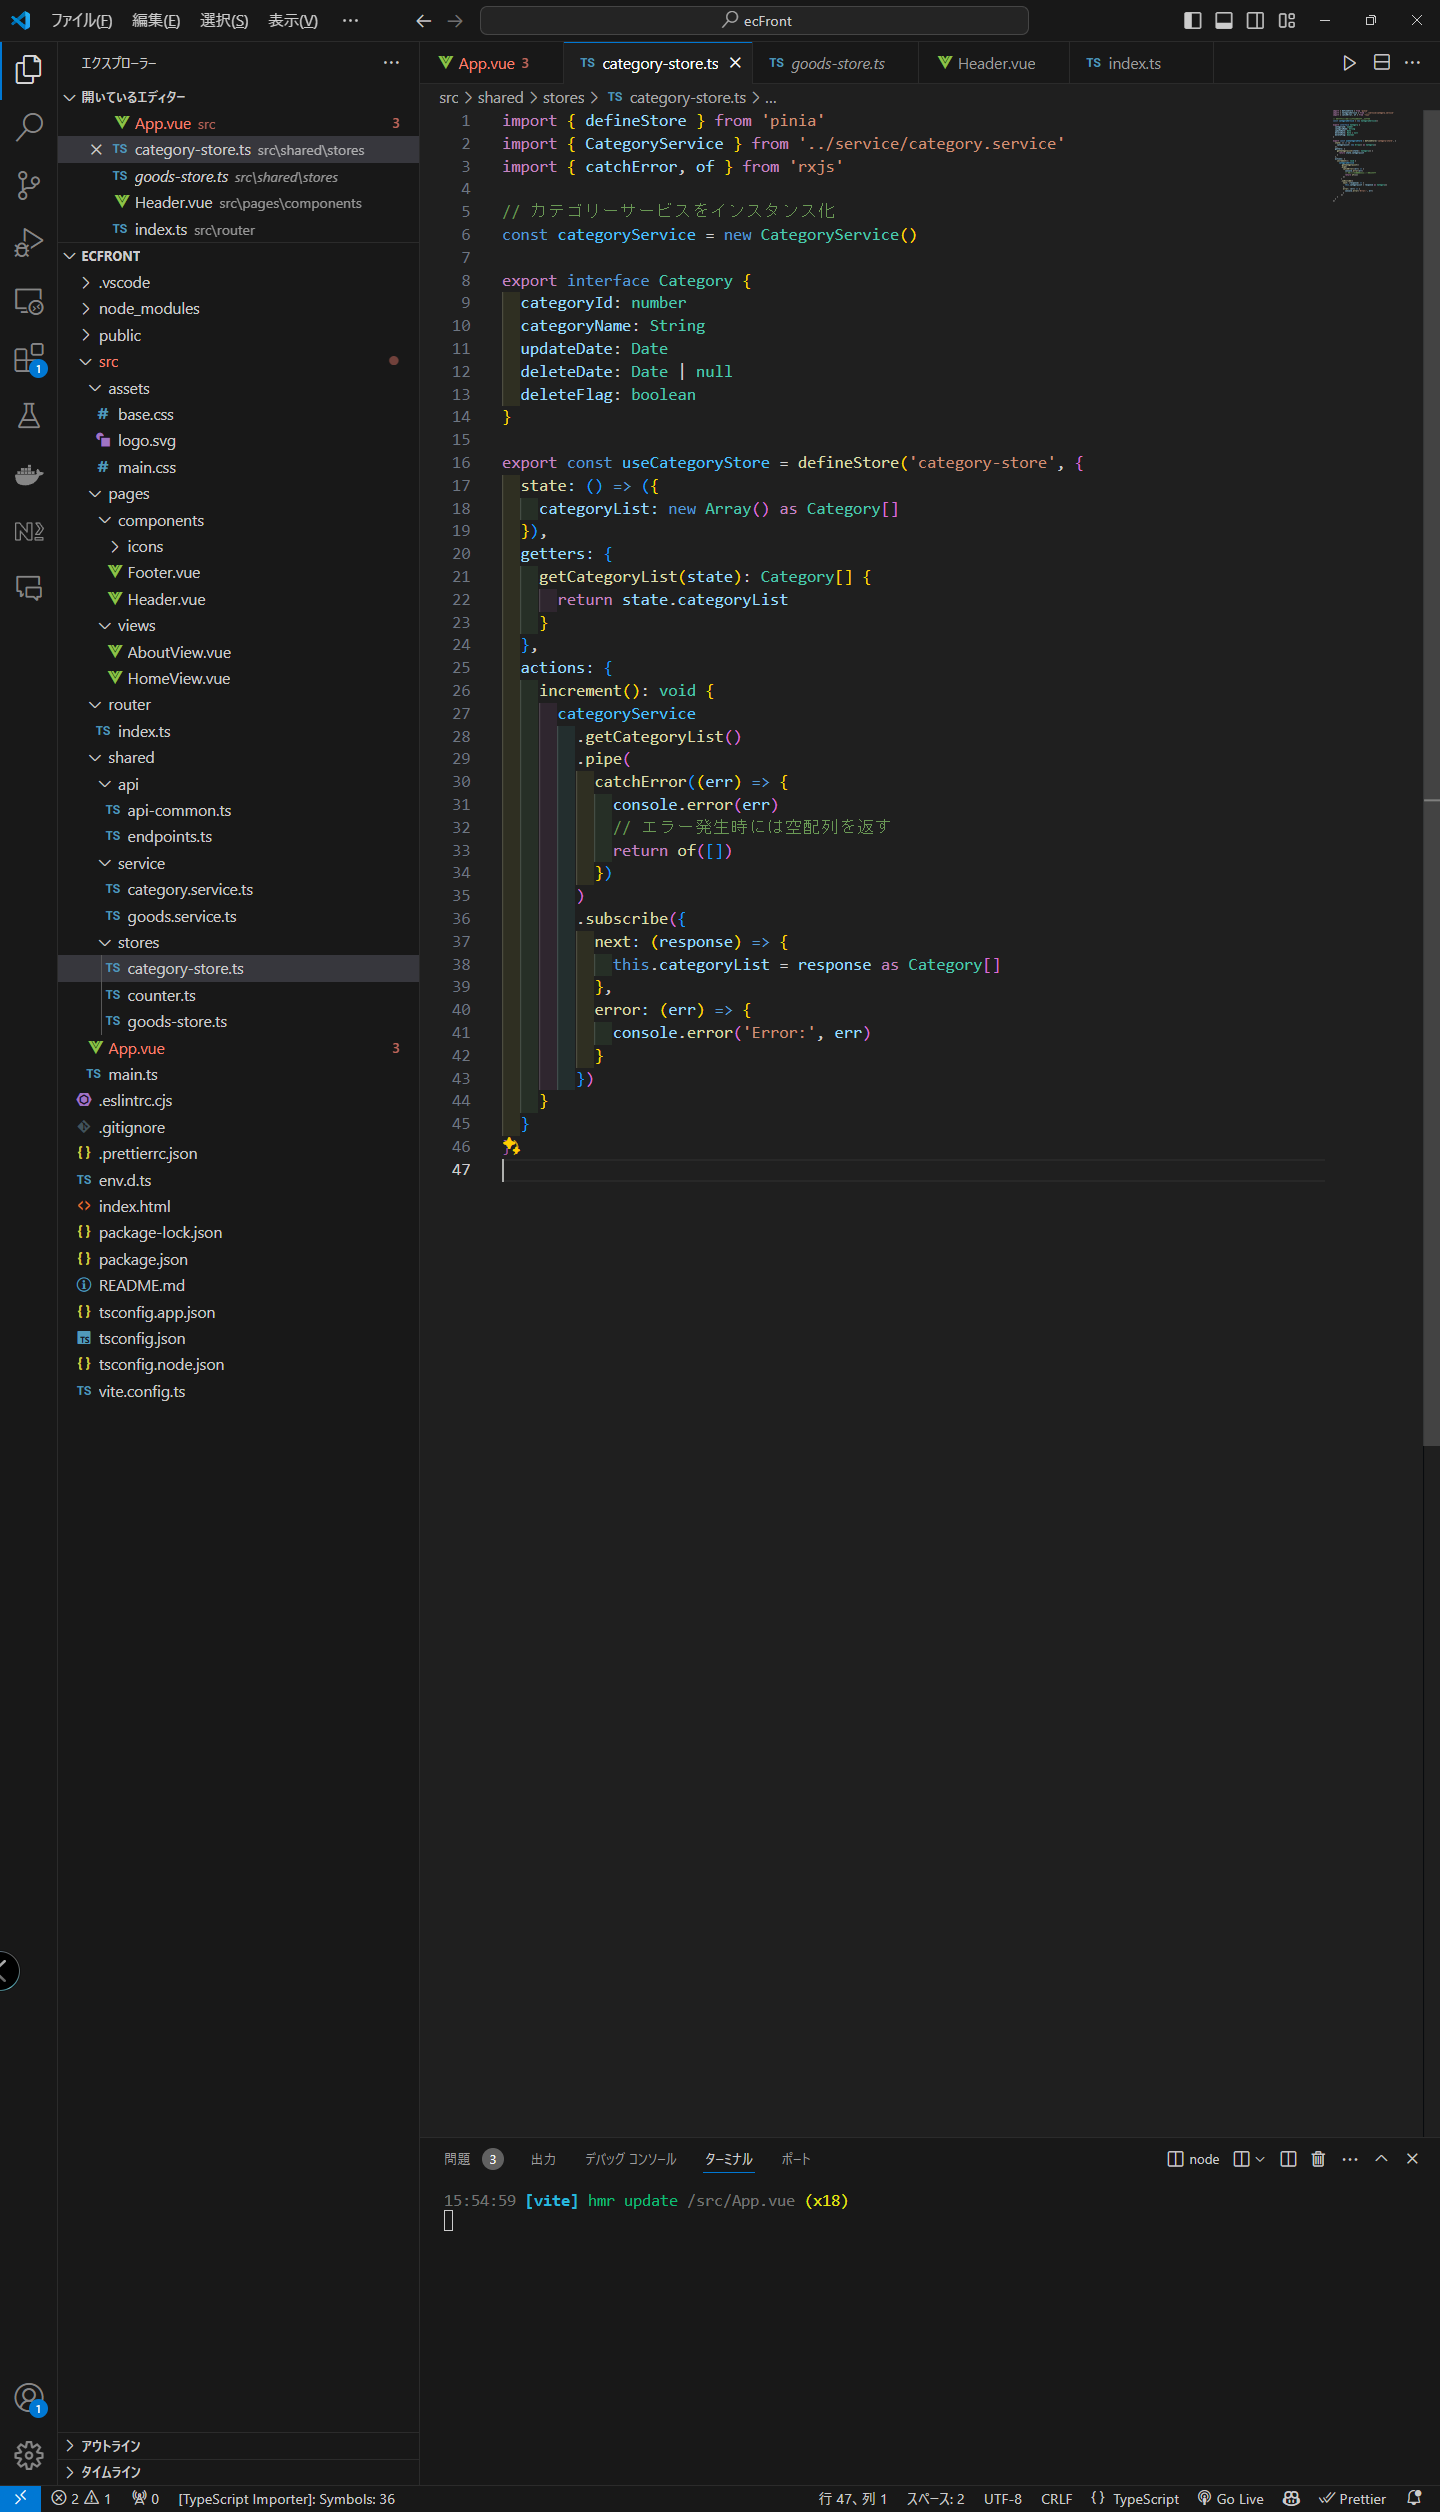 ファイル(F) 編集(E) 選択(S) 表示(V) ··· ecFront
エクスプローラー ···
開いているエディター
App.vue src 3
category-store.ts src\shared\stores
goods-store.ts src\shared\stores
Header.vue src\pages\components
index.ts src\router
ECFRONT
.vscode
node_modules
public
src
assets
base.css
logo.svg
main.css
pages
components
icons
Footer.vue
Header.vue
views
AboutView.vue
HomeView.vue
router
index.ts
shared
api
api-common.ts
endpoints.ts
service
category.service.ts
goods.service.ts
stores
category-store.ts
counter.ts
goods-store.ts
App.vue 3
main.ts
.eslintrc.cjs
.gitignore
.prettierrc.json
env.d.ts
index.html
package-lock.json
package.json
README.md
tsconfig.app.json
tsconfig.json
tsconfig.node.json
vite.config.ts
アウトライン
タイムライン
App.vue 3 TS category-store.ts TS goods-store.ts Header.vue TS index.ts
src > shared > stores > TS category-store.ts > ...
1 import { defineStore } from 'pinia'
2 import { CategoryService } from '../service/category.service'
3 import { catchError, of } from 'rxjs'
4
5 // カテゴリーサービスをインスタンス化
6 const categoryService = new CategoryService()
7
8 export interface Category {
9 categoryId: number
10 categoryName: String
11 updateDate: Date
12 deleteDate: Date | null
13 deleteFlag: boolean
14 }
15
16 export const useCategoryStore = defineStore('category-store', {
17 state: () => ({
18 categoryList: new Array() as Category[]
19 }),
20 getters: {
21 getCategoryList(state): Category[] {
22 return state.categoryList
23 }
24 },
25 actions: {
26 increment(): void {
27 categoryService
28 .getCategoryList()
29 .pipe(
30 catchError((err) => {
31 console.error(err)
32 // エラー発生時には空配列を返す
33 return of([])
34 })
35 )
36 .subscribe({
37 next: (response) => {
38 this.categoryList = response as Category[]
39 },
40 error: (err) => {
41 console.error('Error:', err)
42 }
43 })
44 }
45 }
46
47
問題 3 出力 デバッグ コンソール ターミナル ポート node
15:54:59 [vite] hmr update /src/App.vue (x18)
2 1 0 [TypeScript Importer]: Symbols: 36 行 47、列 1 スペース: 2 UTF-8 CRLF {} TypeScript Go Live Prettier